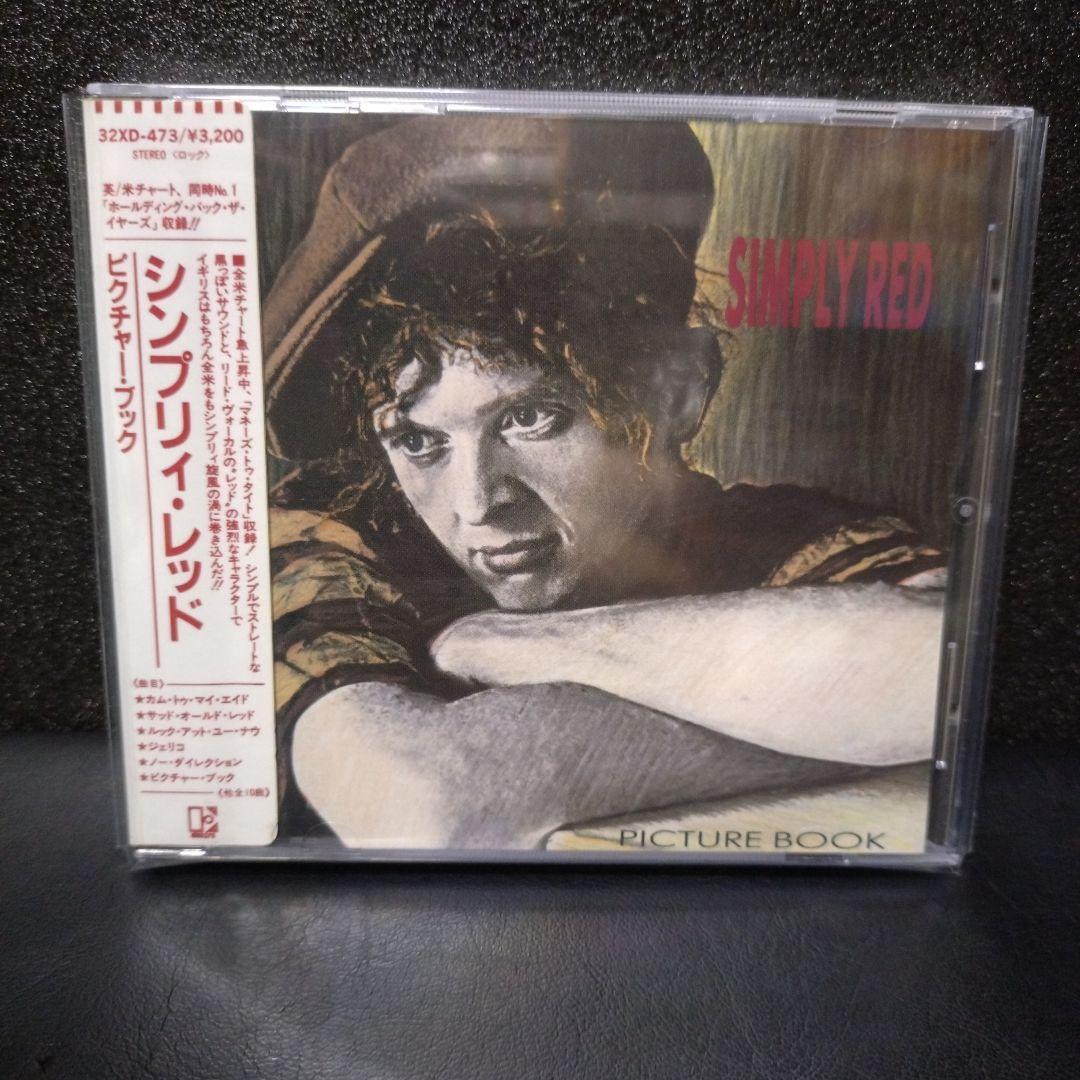 32XD-473/¥3,200
STEREO〈ロック〉
英/米チャート、同時No.1
「ホールディング・バック・ザ・
イヤーズ」収録!!
■全米チャート急上昇中、「マネーズ・トゥ・タイト」収録! シンプルでストレートな
黒っぽいサウンドと、リード・ヴォーカルの“レッド”の強烈なキャラクターで
イギリスはもちろん全米をもシンプリィ旋風の渦に巻き込んだ!!
シンプリィ・レッド
ピクチャー・ブック
《曲目》
★カム・トゥ・マイ・エイド
★サッド・オールド・レッド
★ルック・アット・ユー・ナウ
★ジェリコ
★ノー・ダイレクション
★ピクチャー・ブック
《他全10曲》
SIMPLY RED
PICTURE BOOK